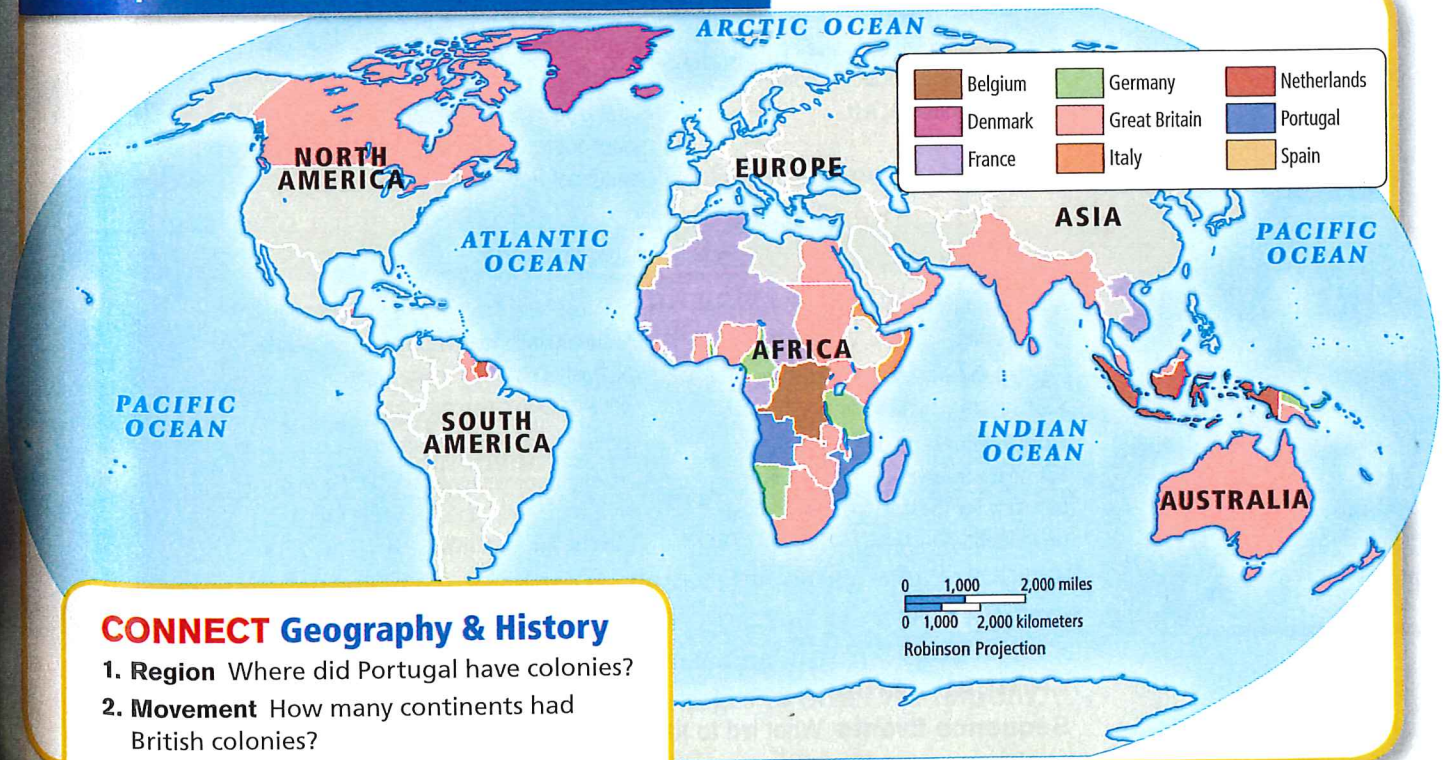 ARCTIC OCEAN
Belgium
Germany
Netherlands
Denmark
Great Britain
Portugal
France
Italy
Spain
NORTH
AMERICA
EUROPE
ASIA
ATLANTIC
OCEAN
PACIFIC
OCEAN
AFRICA
PACIFIC
OCEAN
SOUTH
AMERICA
INDIAN
OCEAN
AUSTRALIA
0 1,000 2,000 miles
0 1,000 2,000 kilometers
Robinson Projection
CONNECT Geography & History
1. Region Where did Portugal have colonies?
2. Movement How many continents had
British colonies?